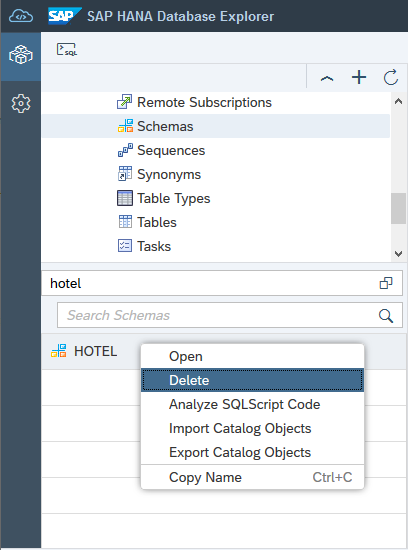 SAP SAP HANA Database Explorer
SQL
Remote Subscriptions
Schemas
Sequences
Synonyms
Table Types
Tables
Tasks
hotel
Search Schemas
HOTEL
Open
Delete
Analyze SQLScript Code
Import Catalog Objects
Export Catalog Objects
Copy Name Ctrl+C